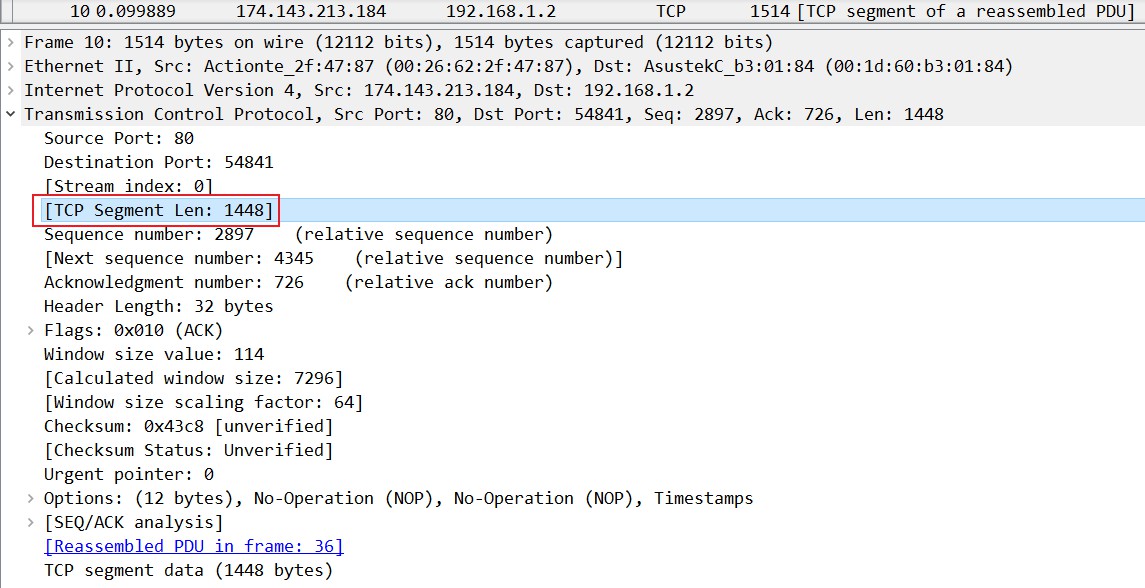 10 0.099889 174.143.213.184 192.168.1.2 TCP 1514 [TCP segment of a reassembled PDU]
Frame 10: 1514 bytes on wire (12112 bits), 1514 bytes captured (12112 bits)
Ethernet II, Src: Actionte_2f:47:87 (00:26:62:2f:47:87), Dst: AsustekC_b3:01:84 (00:1d:60:b3:01:84)
Internet Protocol Version 4, Src: 174.143.213.184, Dst: 192.168.1.2
Transmission Control Protocol, Src Port: 80, Dst Port: 54841, Seq: 2897, Ack: 726, Len: 1448
Source Port: 80
Destination Port: 54841
[Stream index: 0]
[TCP Segment Len: 1448]
Sequence number: 2897 (relative sequence number)
[Next sequence number: 4345 (relative sequence number)]
Acknowledgment number: 726 (relative ack number)
Header Length: 32 bytes
Flags: 0x010 (ACK)
Window size value: 114
[Calculated window size: 7296]
[Window size scaling factor: 64]
Checksum: 0x43c8 [unverified]
[Checksum Status: Unverified]
Urgent pointer: 0
Options: (12 bytes), No-Operation (NOP), No-Operation (NOP), Timestamps
[SEQ/ACK analysis]
[Reassembled PDU in frame: 36]
TCP segment data (1448 bytes)